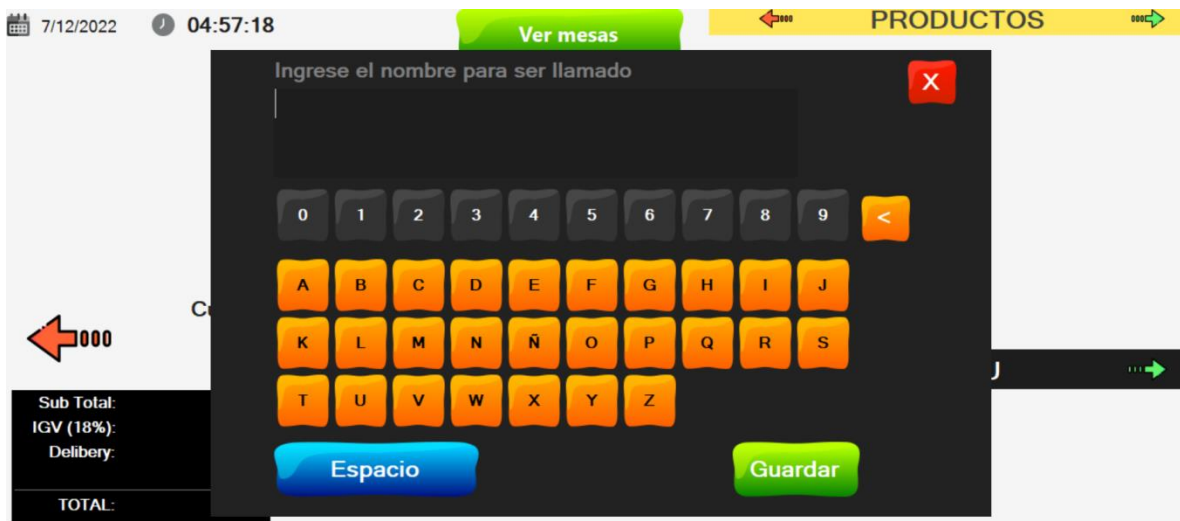 7/12/2022 04:57:18
Ver mesas
PRODUCTOS
Ingrese el nombre para ser llamado
X
0 1 2 3 4 5 6 7 8 9 <
A B C D E F G H I J
K L M N Ñ O P Q R S
T U V W X Y Z
Espacio Guardar
Sub Total:
IGV (18%):
Delibery:
TOTAL: